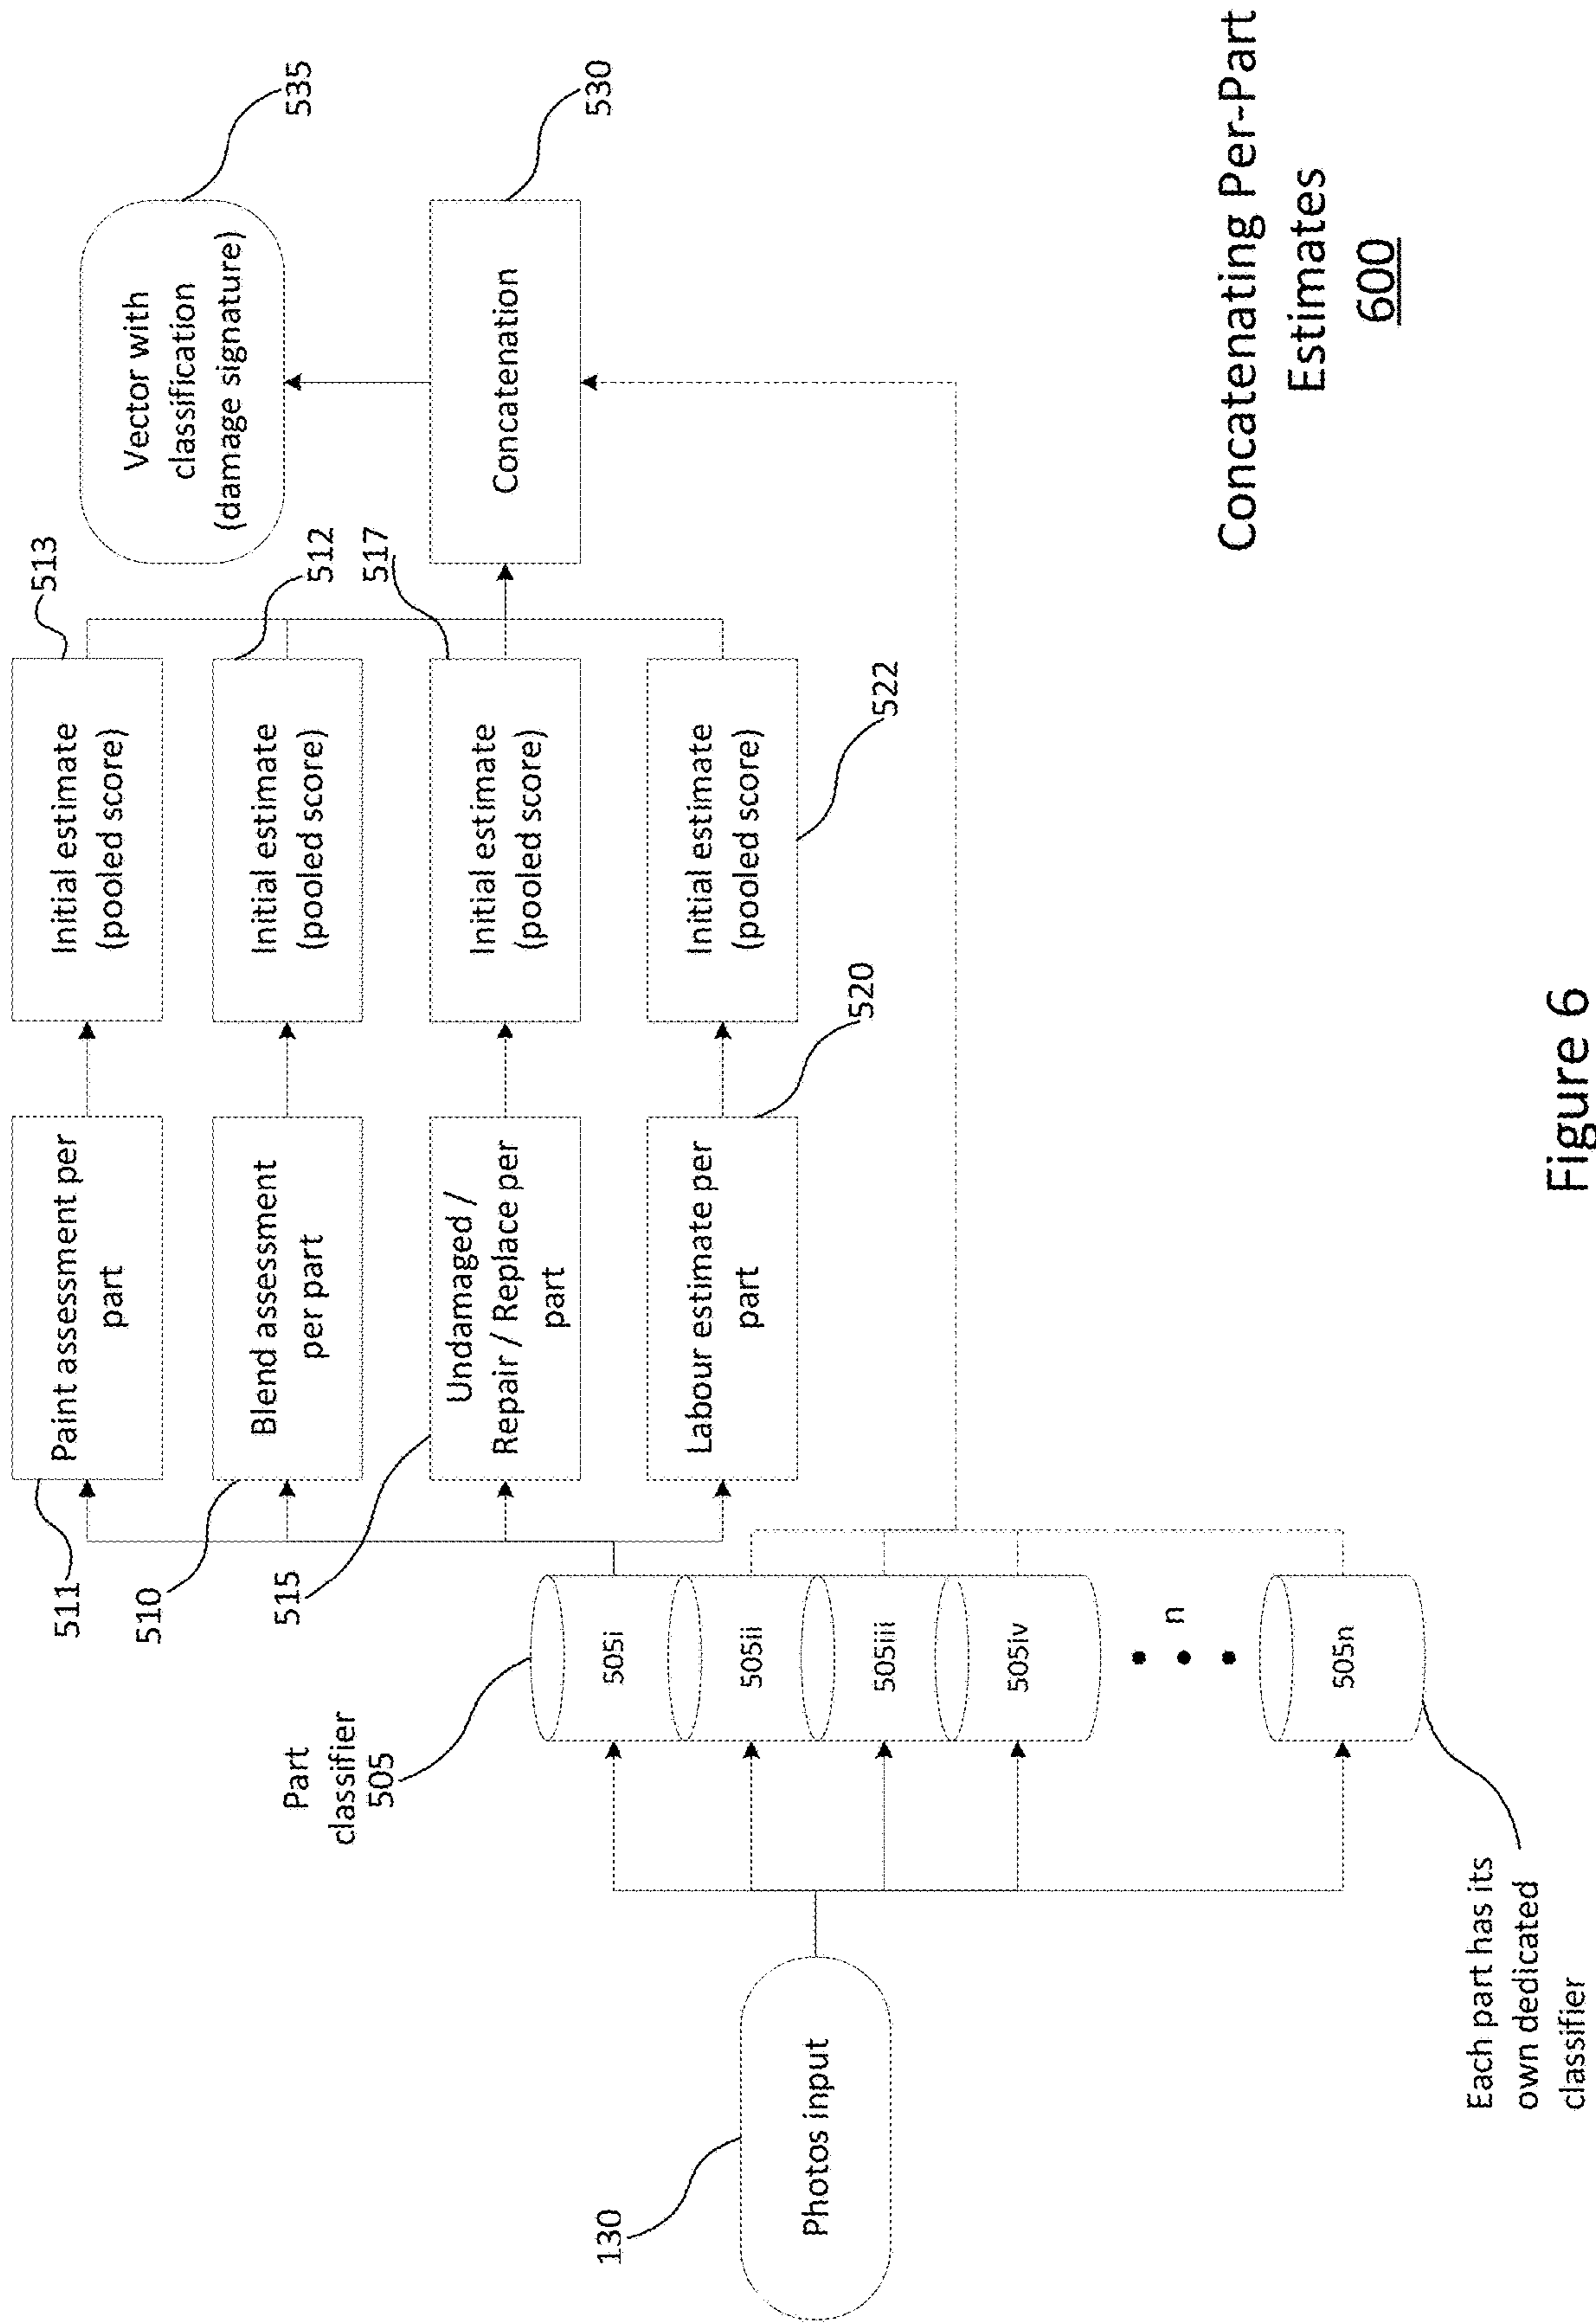 130
Photos input
Part
classifier
505
505i
505ii
505iii
505iv
n
505n
Each part has its
own dedicated
classifier
511
Paint assessment per
part
510
Blend assessment
per part
515
Undamaged /
Repair / Replace per
part
Labour estimate per
part
520
513
Initial estimate
(pooled score)
512
Initial estimate
(pooled score)
517
Initial estimate
(pooled score)
Initial estimate
(pooled score)
522
Vector with
classification
(damage signature)
535
Concatenation
530
Concatenating Per-Part
Estimates
600
Figure 6